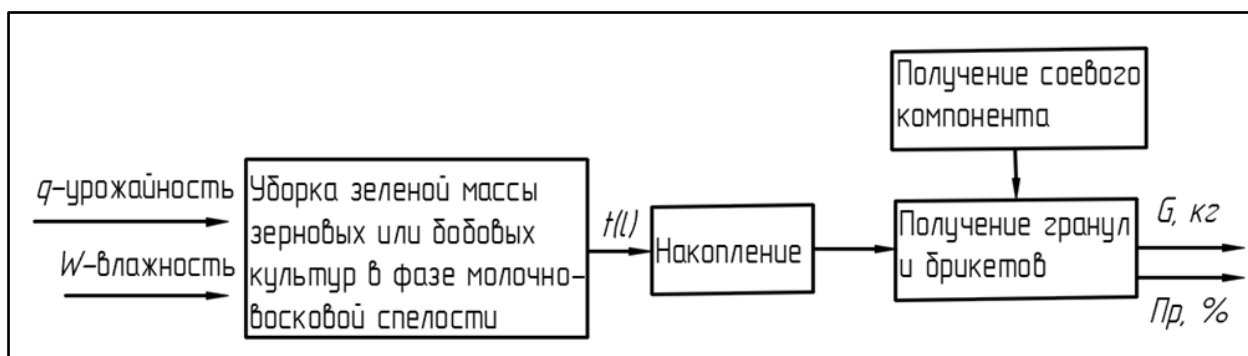 q-урожайность
W-влажность
Уборка зеленой массы
зерновых или бобовых
культур в фазе молочно-
восковой спелости
t(l)
Накопление
Получение соевого
компонента
Получение гранул
и брикетов
G, кг
Пр, %